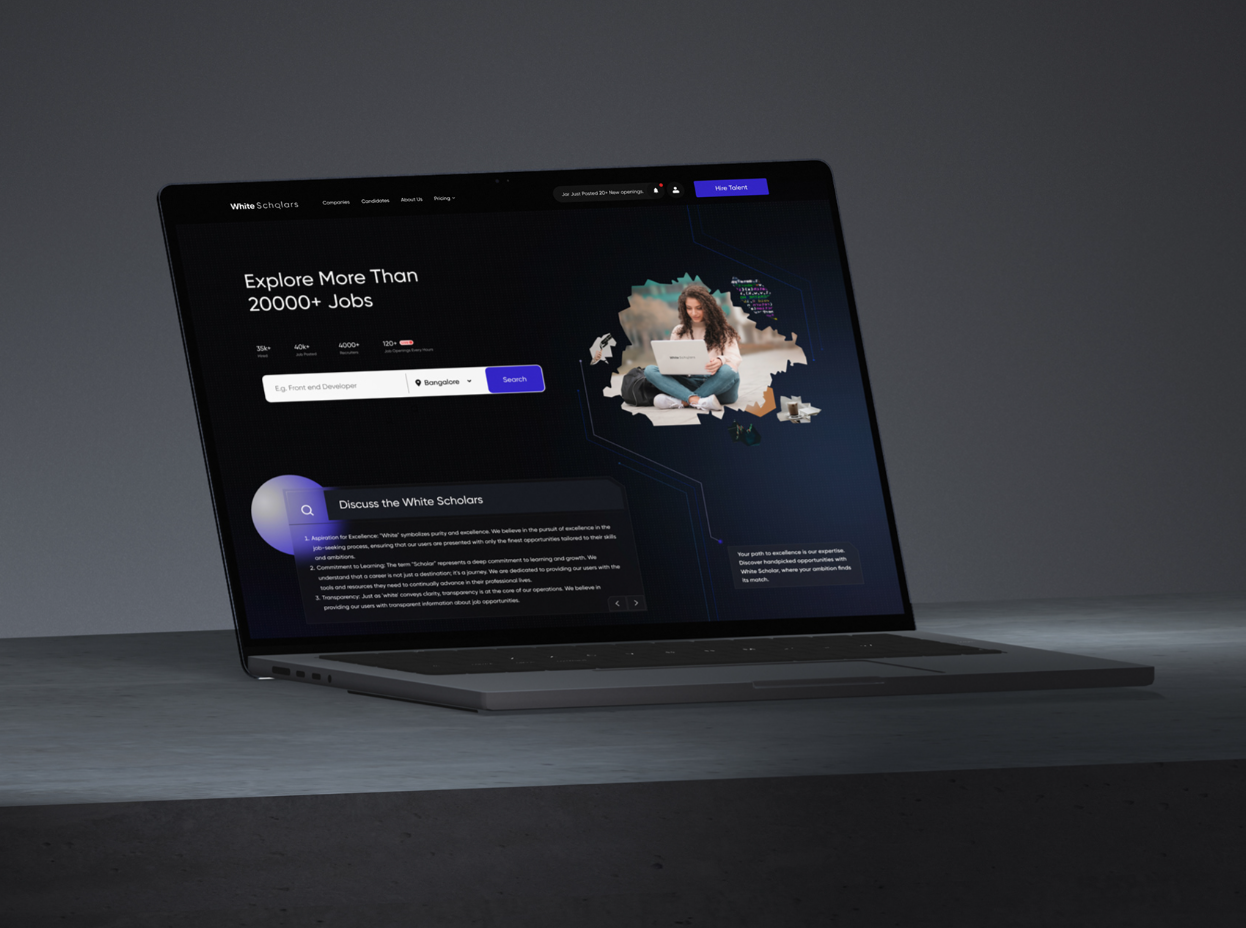 White Scholars
Companies
Candidates
About Us
Pricing
Jar Just Posted 20+ New openings.
Hire Talent
Explore More Than
20000+ Jobs
35k+
40k+
4000+
120+
Hired
Job Posted
Recruiters
Job Openings Every Hours
E.g. Front end Developer
Bangalore
Search
Discuss the White Scholars
1. Aspiration for Excellence: "White" symbolizes purity and excellence. We believe in the pursuit of excellence in the
job-seeking process, ensuring that our users are presented with only the finest opportunities tailored to their skills
and ambitions.
2. Commitment to Learning: The term "Scholar" represents a deep commitment to learning and growth. We
understand that a career is not just a destination; it's a journey. We are dedicated to providing our users with the
tools and resources they need to continually advance in their professional lives.
3. Transparency: Just as 'white' conveys clarity, transparency is at the core of our operations. We believe in
providing our users with transparent information about job opportunities.
Your path to excellence is our expertise.
Discover handpicked opportunities with
White Scholar, where your ambition finds
its match.